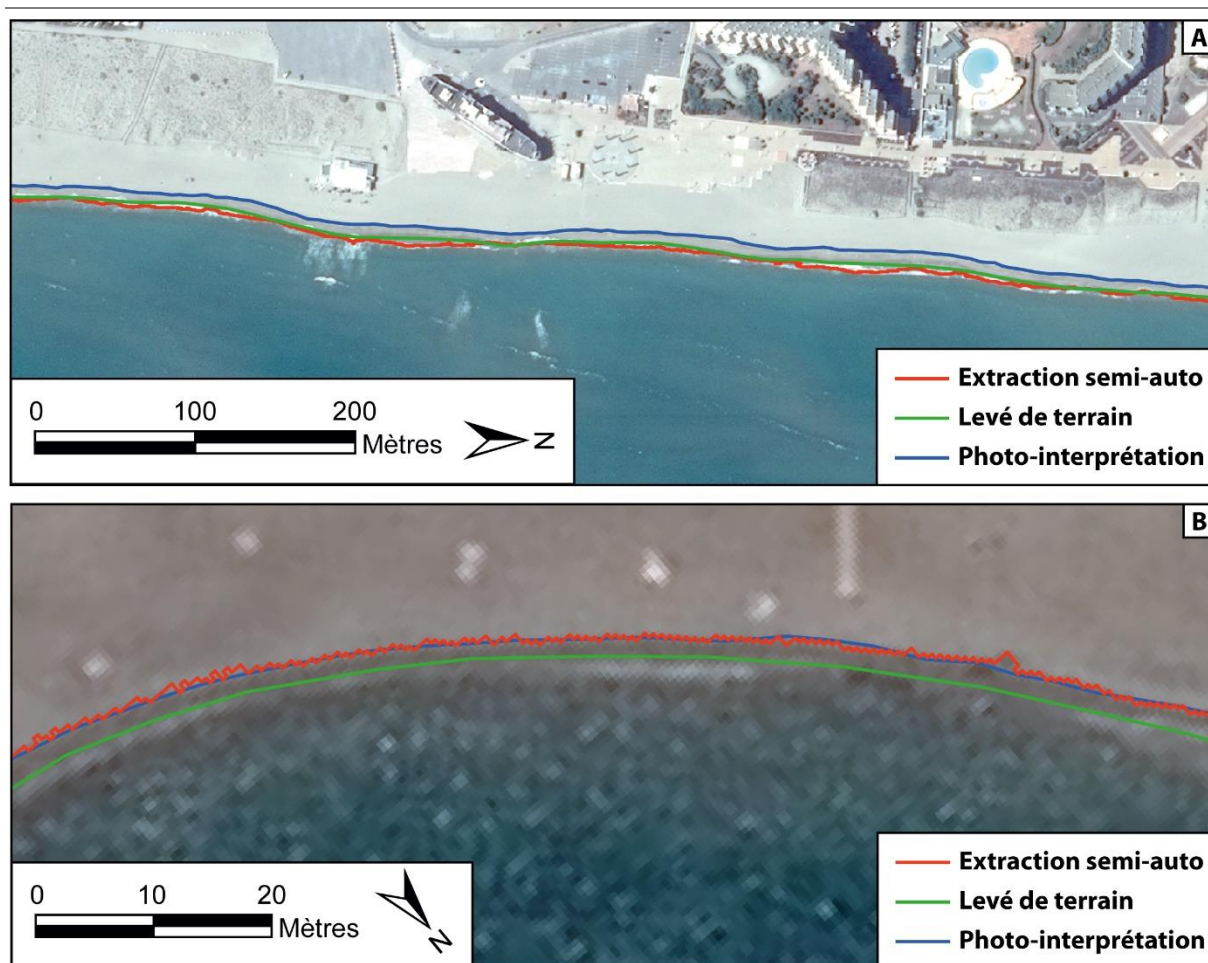 A
Extraction semi-auto
Levé de terrain
Photo-interprétation
0 100 200
Mètres
N
B
Extraction semi-auto
Levé de terrain
Photo-interprétation
0 10 20
Mètres
N